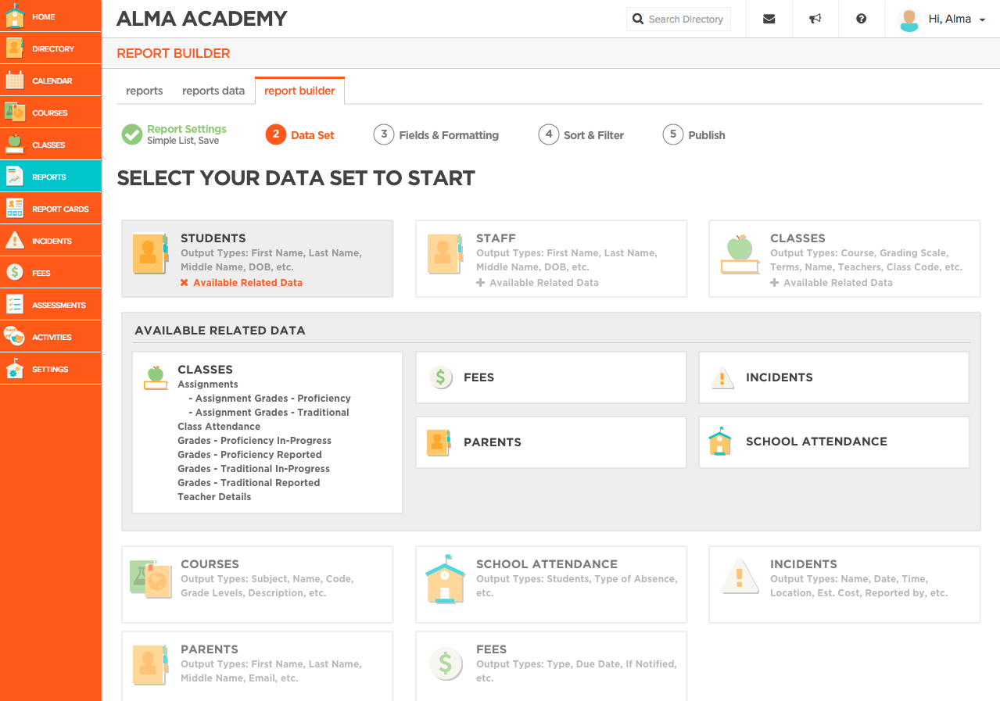 HOME
DIRECTORY
CALENDAR
COURSES
CLASSES
REPORTS
REPORT CARDS
INCIDENTS
FEES
ASSESSMENTS
ACTIVITIES
SETTINGS
ALMA ACADEMY
Search Directory
Hi, Alma
REPORT BUILDER
reports
reports data
report builder
Report Settings
Simple List, Save
2 Data Set
3 Fields & Formatting
4 Sort & Filter
5 Publish
SELECT YOUR DATA SET TO START
STUDENTS
Output Types: First Name, Last Name,
Middle Name, DOB, etc.
Available Related Data
STAFF
Output Types: First Name, Last Name,
Middle Name, DOB, etc.
Available Related Data
CLASSES
Output Types: Course, Grading Scale,
Terms, Name, Teachers, Class Code, etc.
Available Related Data
AVAILABLE RELATED DATA
CLASSES
Assignments
- Assignment Grades - Proficiency
- Assignment Grades - Traditional
Class Attendance
Grades - Proficiency In-Progress
Grades - Proficiency Reported
Grades - Traditional In-Progress
Grades - Traditional Reported
Teacher Details
$ FEES
INCIDENTS
PARENTS
SCHOOL ATTENDANCE
COURSES
Output Types: Subject, Name, Code,
Grade Levels, Description, etc.
SCHOOL ATTENDANCE
Output Types: Students, Type of Absence,
etc.
INCIDENTS
Output Types: Name, Date, Time,
Location, Est. Cost, Reported by, etc.
PARENTS
Output Types: First Name, Last Name,
Middle Name, Email, etc.
$ FEES
Output Types: Type, Due Date, If Notified,
etc.